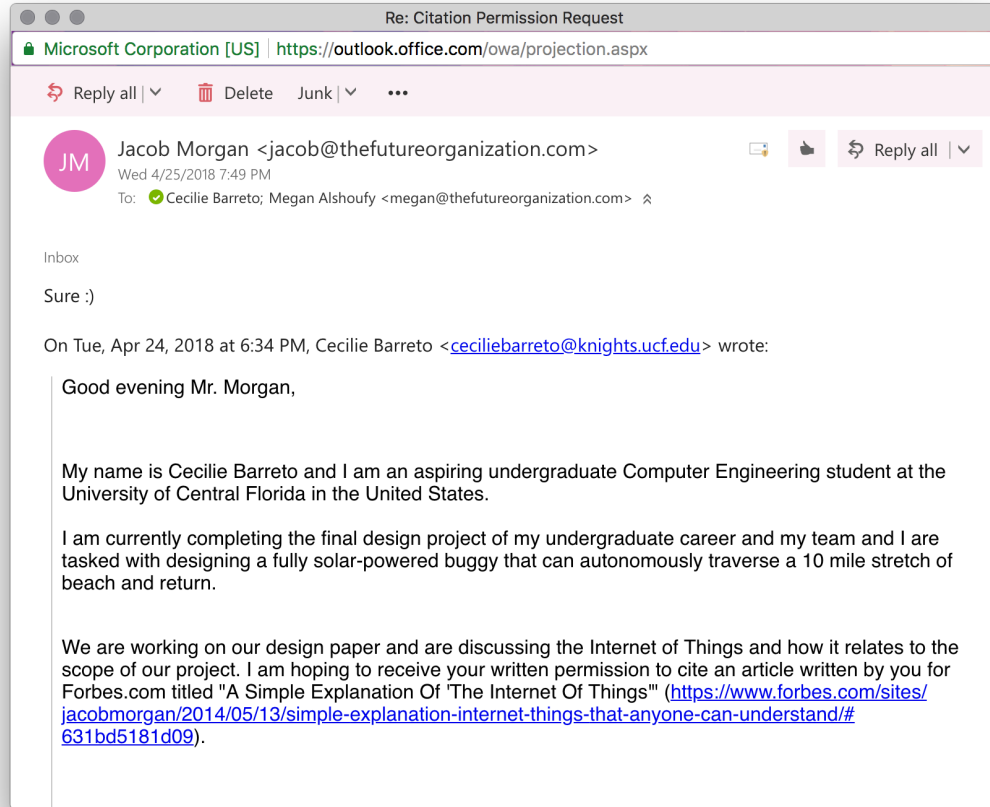 Re: Citation Permission Request
Microsoft Corporation [US] https://outlook.office.com/owa/projection.aspx
Reply all Delete Junk •••
JM
Jacob Morgan <jacob@thefutureorganization.com>
Reply all
Wed 4/25/2018 7:49 PM
To: Cecilie Barreto; Megan Alshoufy <megan@thefutureorganization.com>
Inbox
Sure :)
On Tue, Apr 24, 2018 at 6:34 PM, Cecilie Barreto <ceciliebarreto@knights.ucf.edu> wrote:
Good evening Mr. Morgan,
My name is Cecilie Barreto and I am an aspiring undergraduate Computer Engineering student at the
University of Central Florida in the United States.
I am currently completing the final design project of my undergraduate career and my team and I are
tasked with designing a fully solar-powered buggy that can autonomously traverse a 10 mile stretch of
beach and return.
We are working on our design paper and are discussing the Internet of Things and how it relates to the
scope of our project. I am hoping to receive your written permission to cite an article written by you for
Forbes.com titled "A Simple Explanation Of 'The Internet Of Things'" (https://www.forbes.com/sites/
jacobmorgan/2014/05/13/simple-explanation-internet-things-that-anyone-can-understand/#
631bd5181d09).